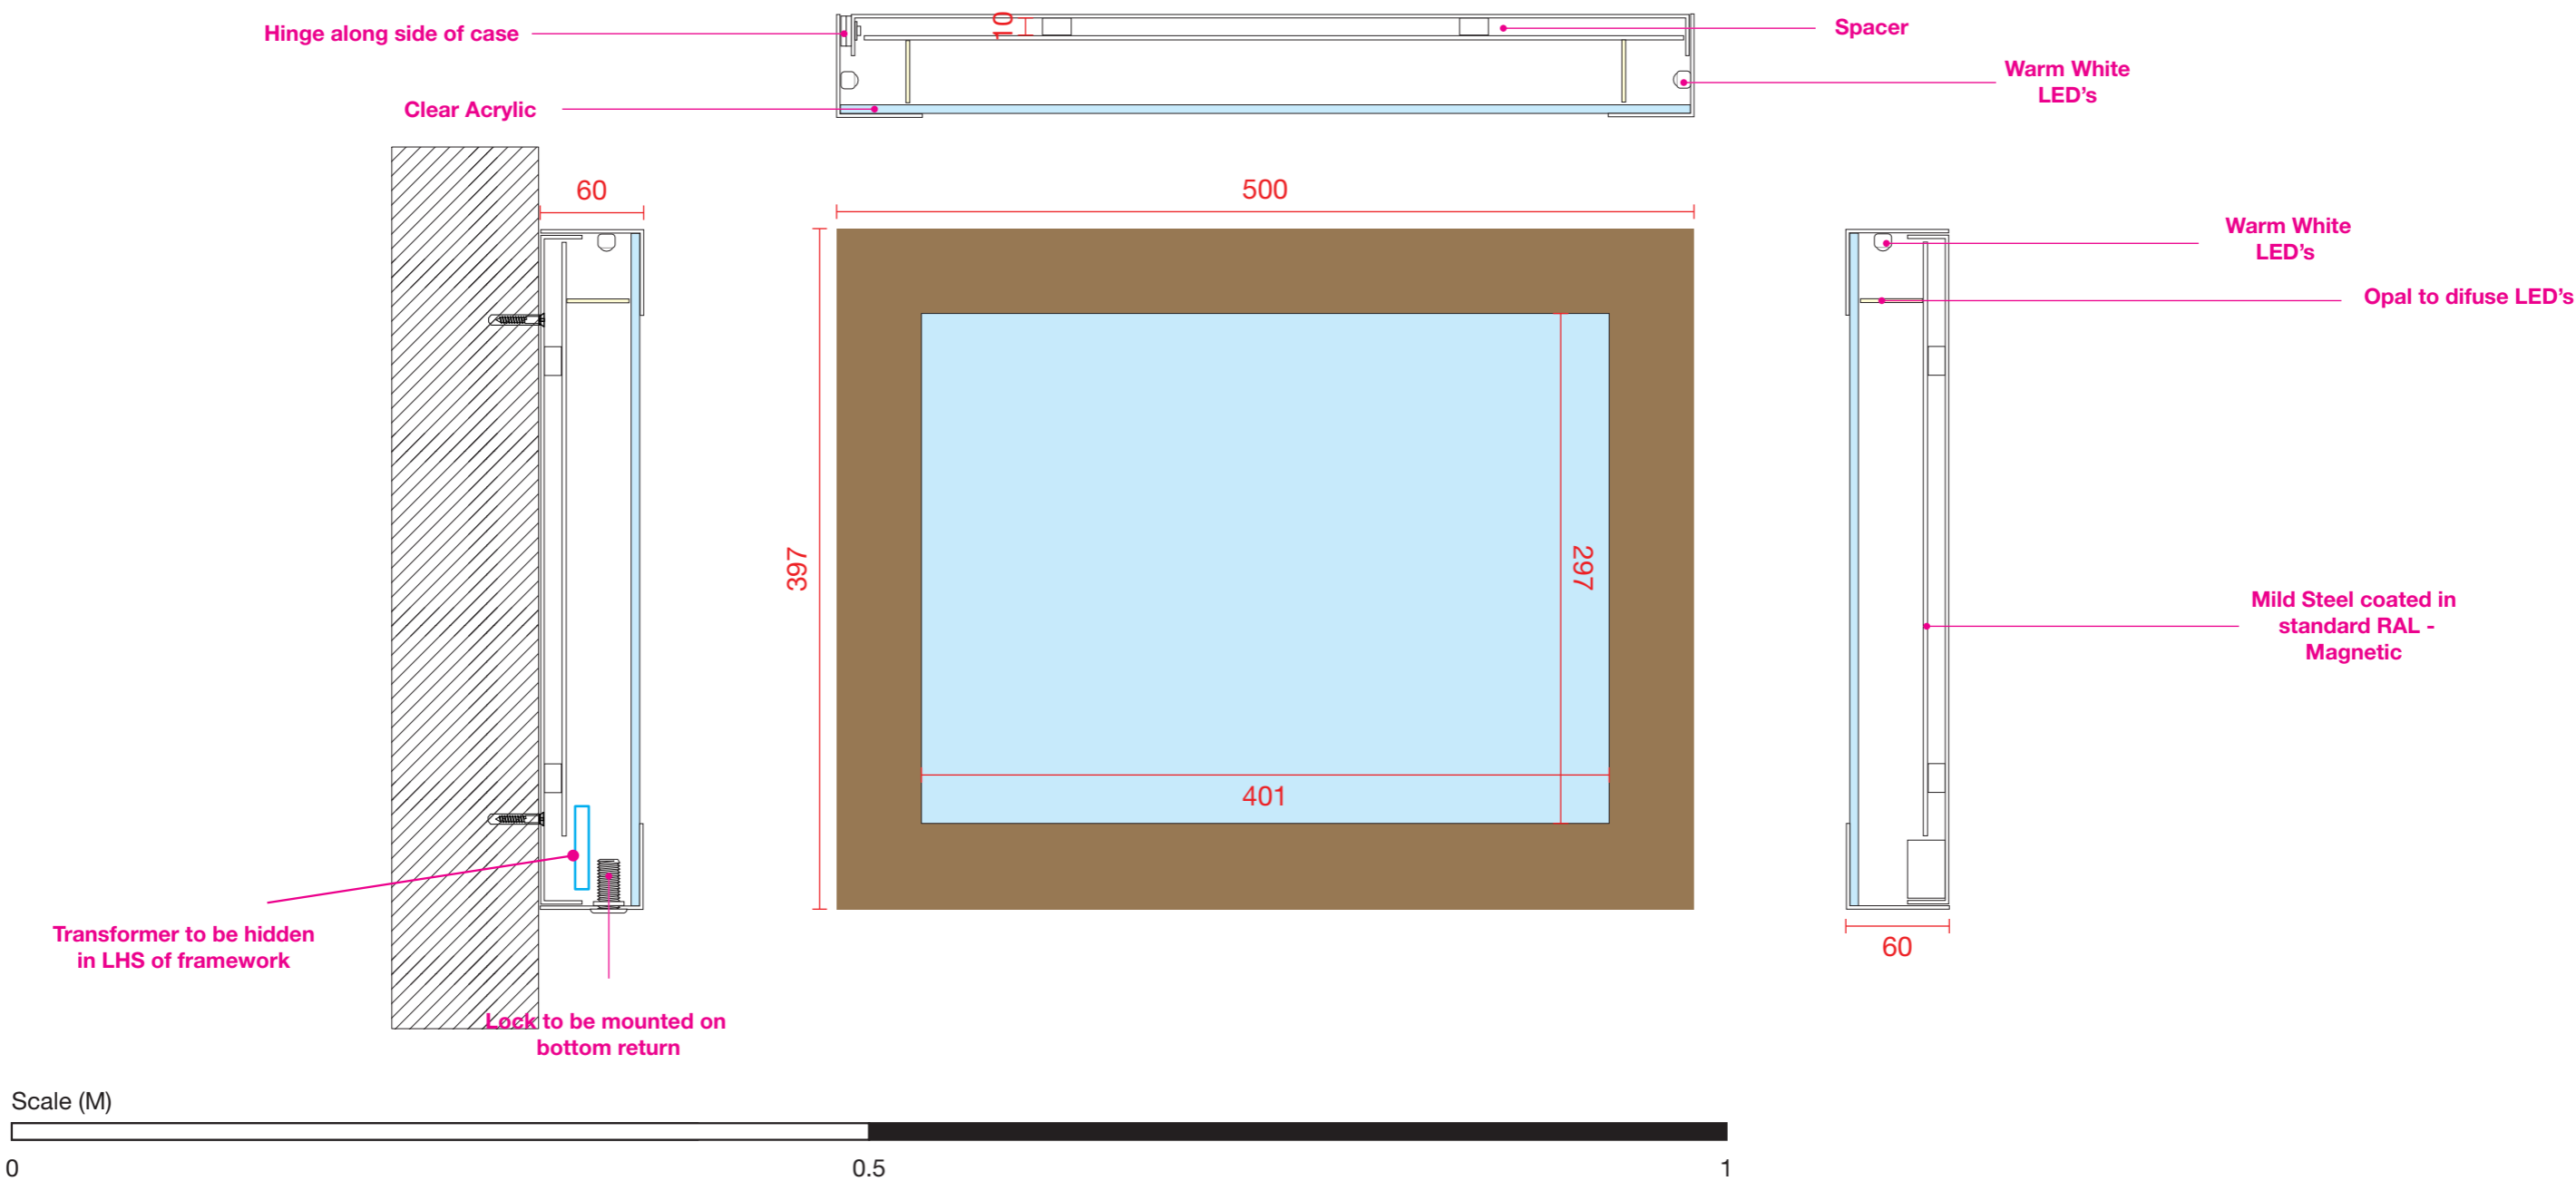 Hinge along side of case
10
Spacer
Warm White
LED's
Clear Acrylic
60
500
Warm White
LED's
Opal to difuse LED's
397
297
Mild Steel coated in
standard RAL -
Magnetic
401
Transformer to be hidden
in LHS of framework
60
Lock to be mounted on
bottom return
Scale (M)
0
0.5
1